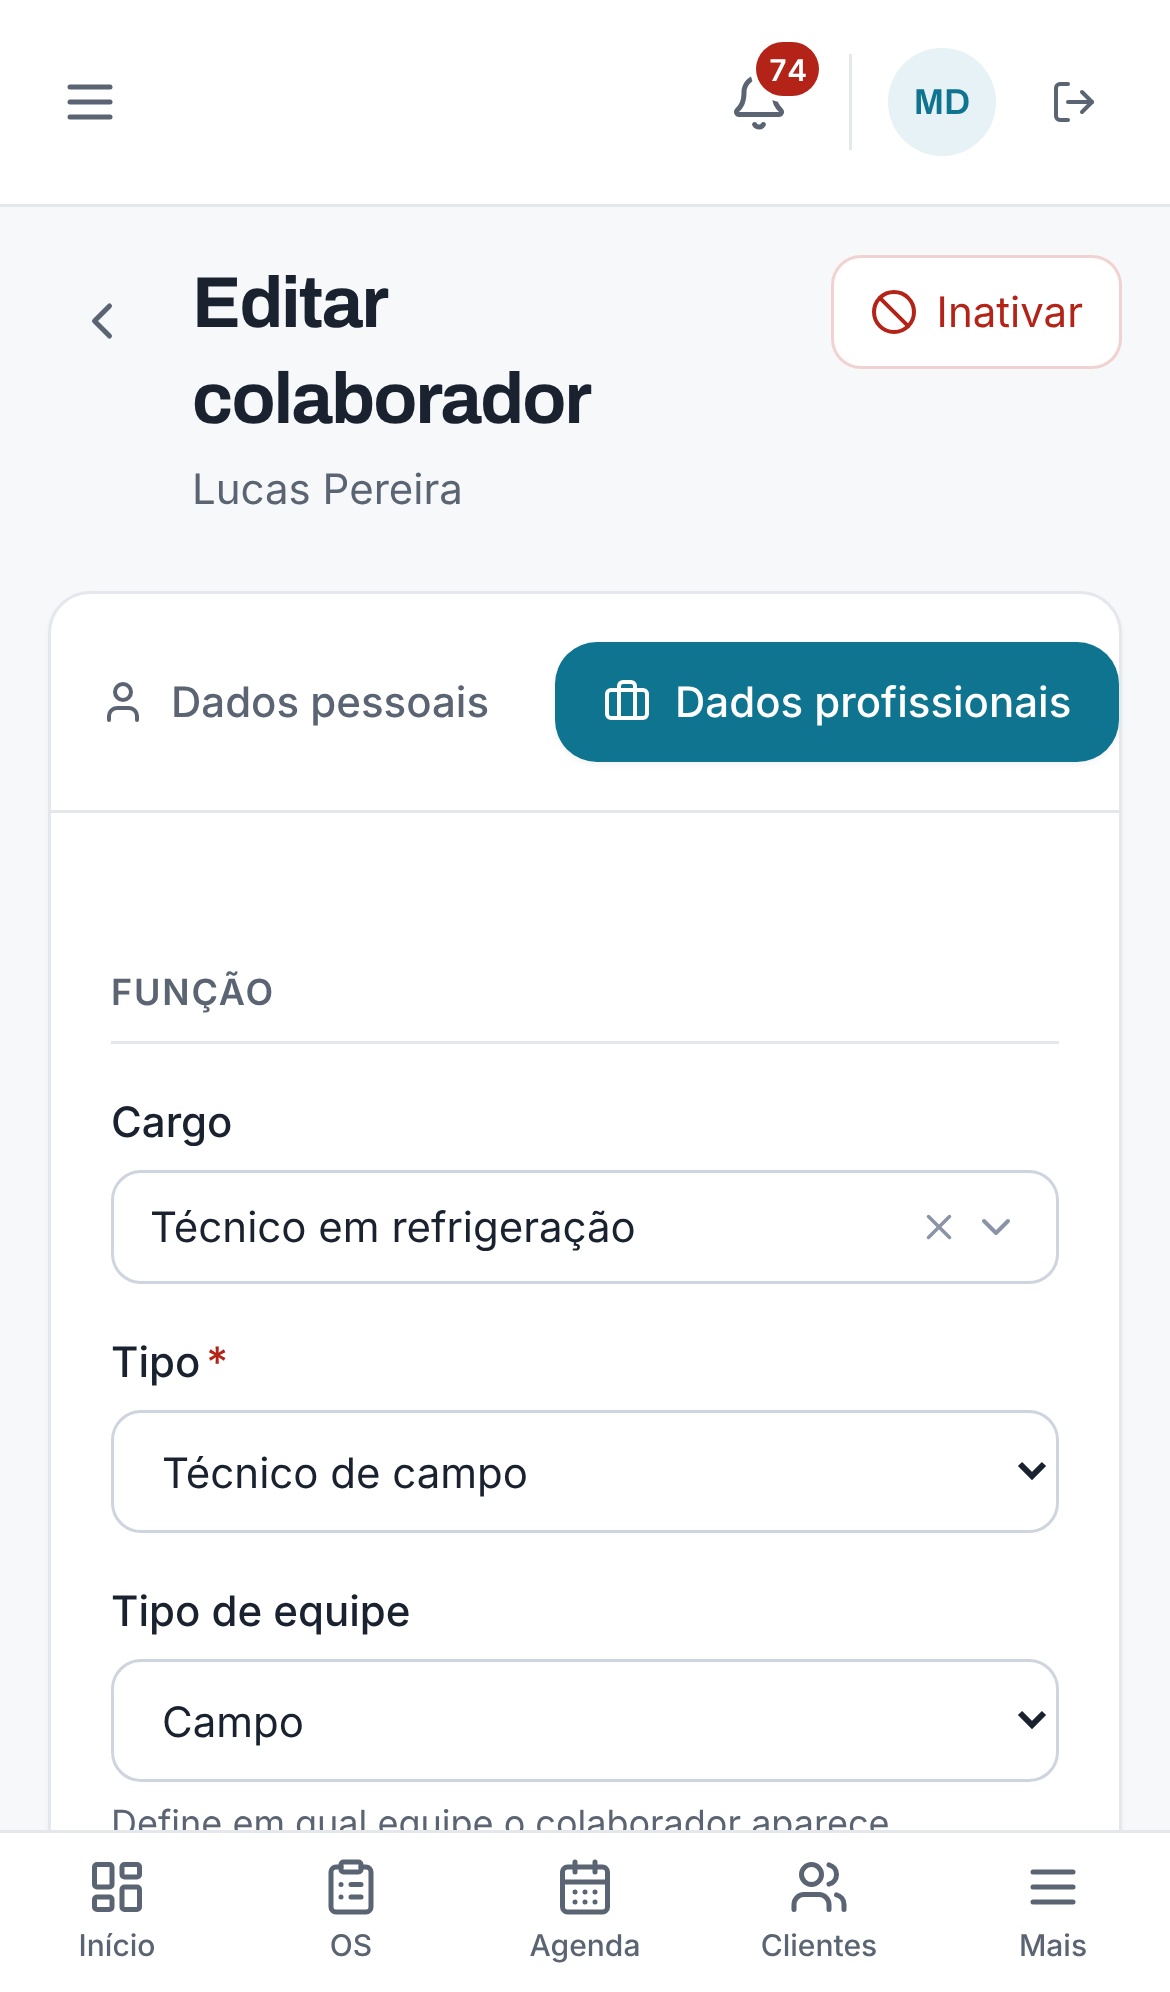 74
MD
Editar
colaborador
Inativar
Lucas Pereira
Dados pessoais
Dados profissionais
FUNÇÃO
Cargo
Técnico em refrigeração
Tipo *
Técnico de campo
Tipo de equipe
Campo
Define em qual equipe o colaborador aparece
Início
OS
Agenda
Clientes
Mais